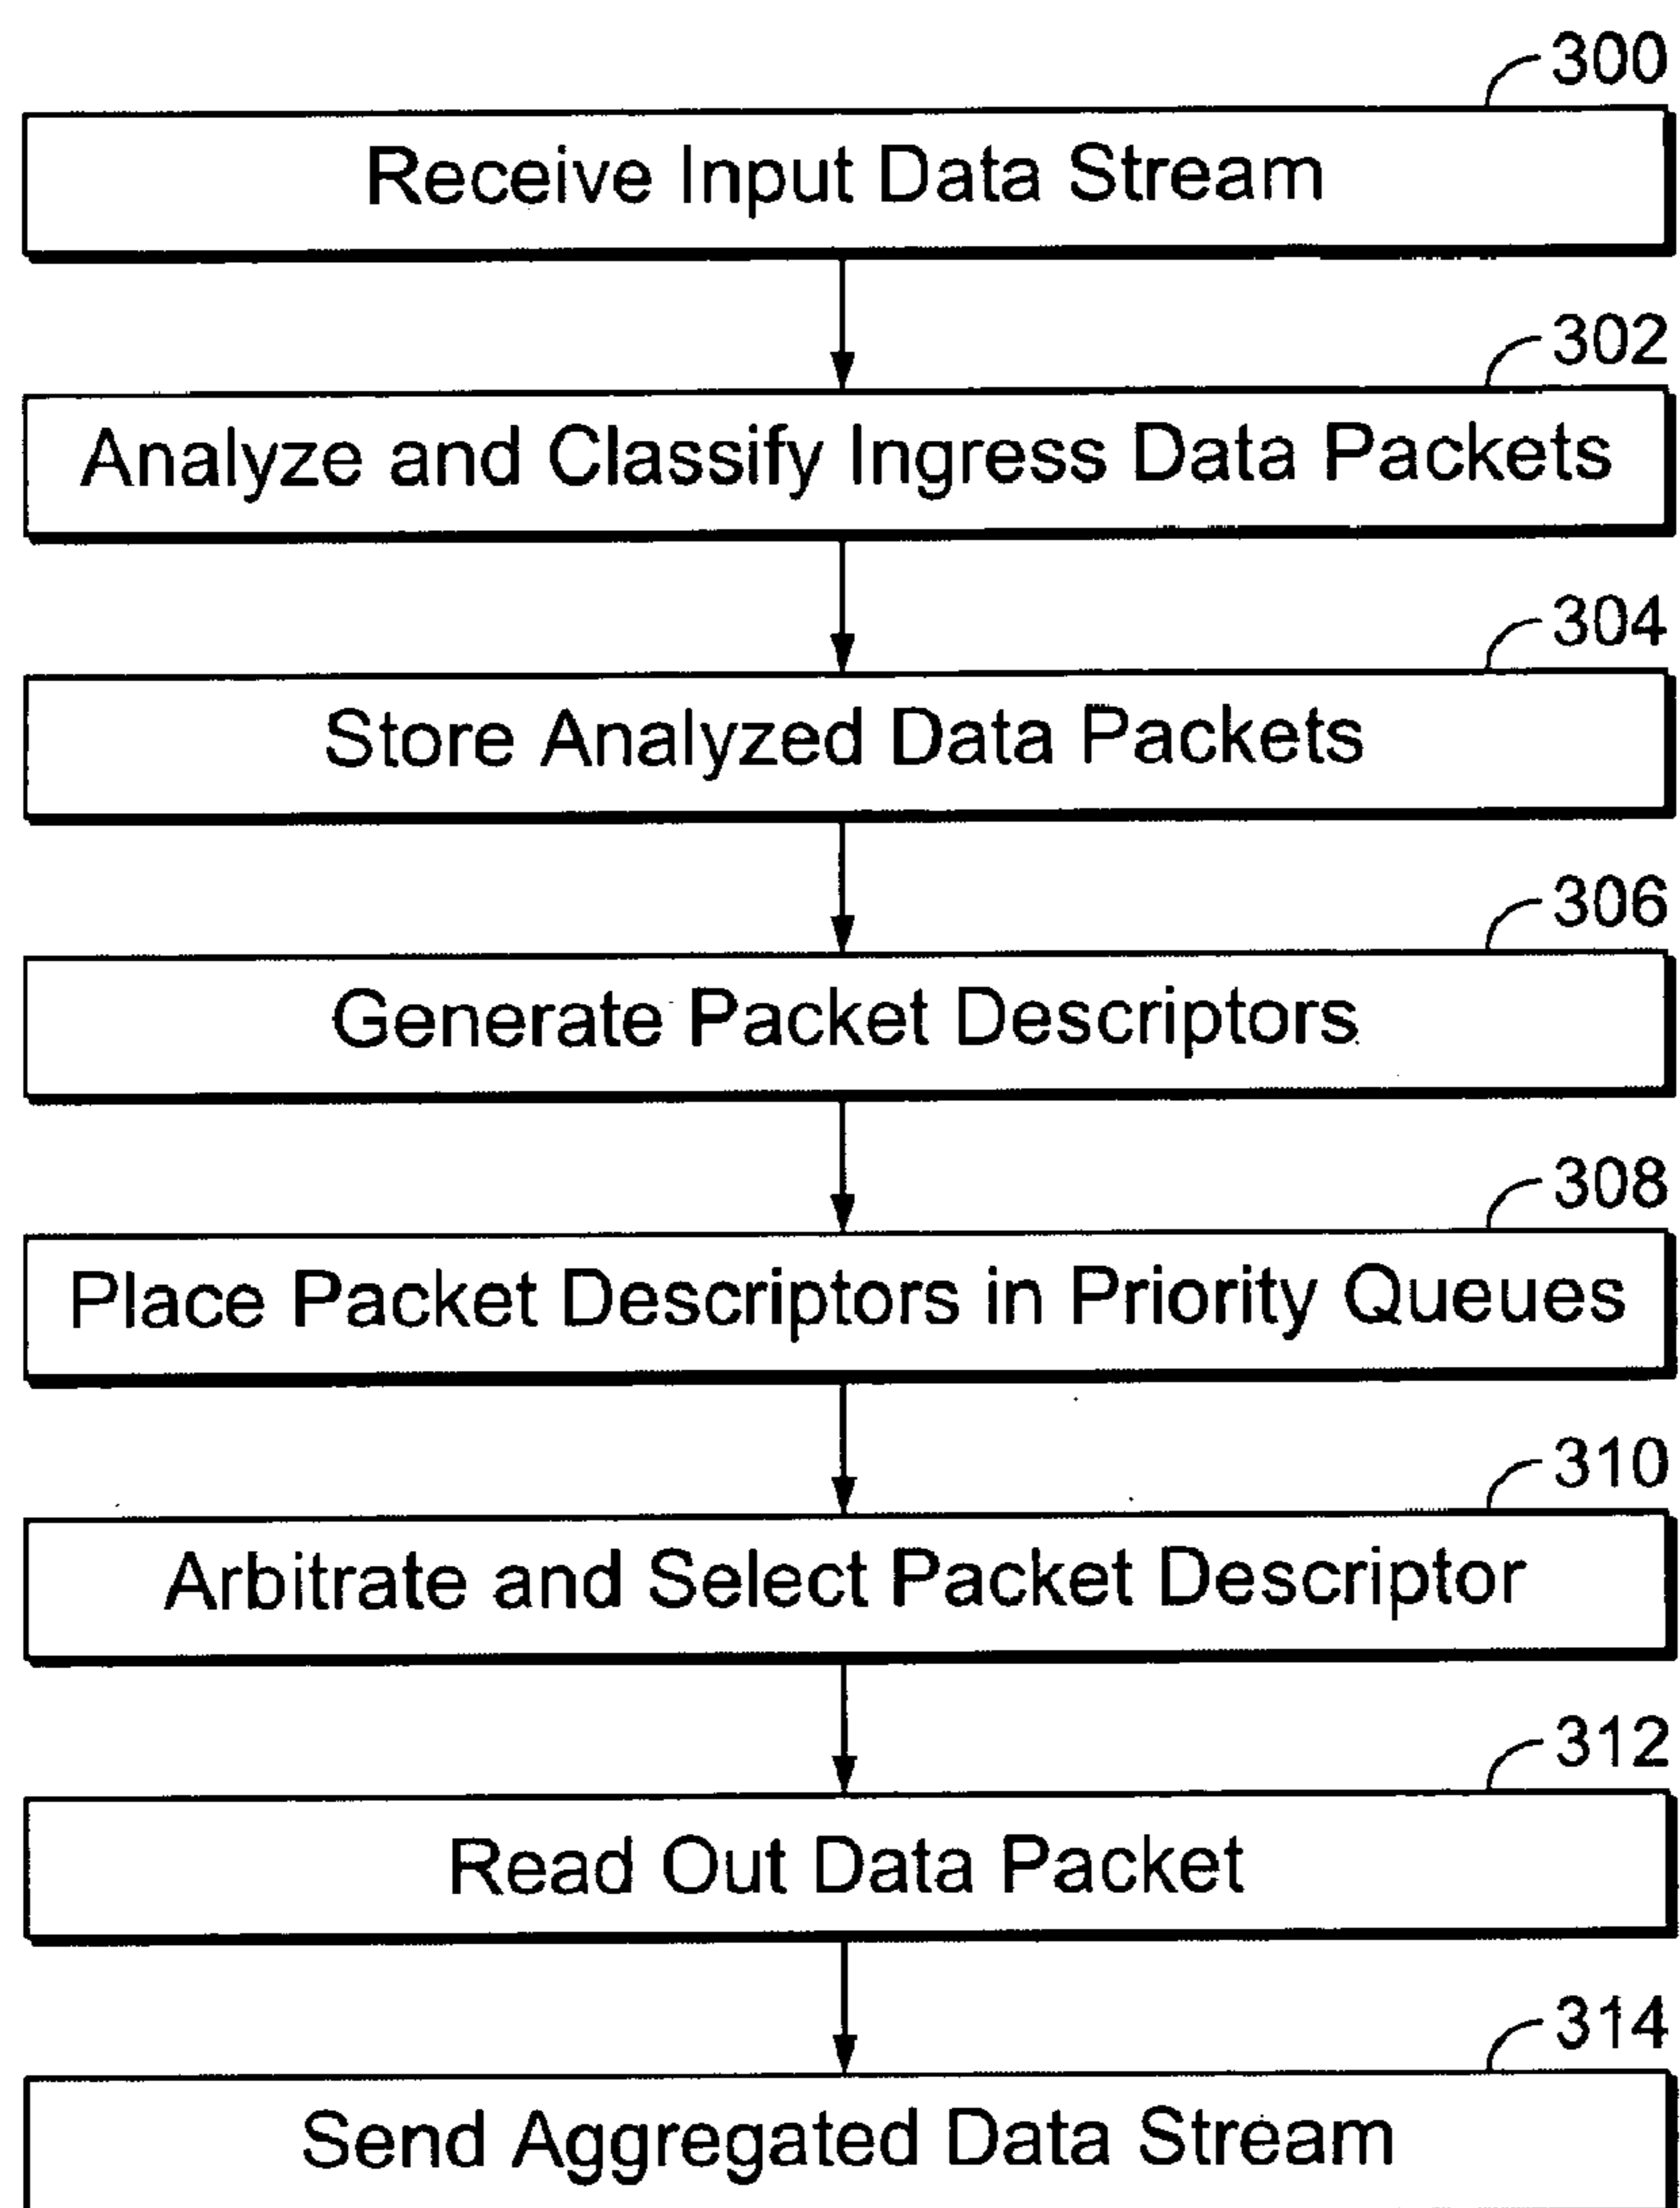 300
Receive Input Data Stream
302
Analyze and Classify Ingress Data Packets
304
Store Analyzed Data Packets
306
Generate Packet Descriptors
308
Place Packet Descriptors in Priority Queues
310
Arbitrate and Select Packet Descriptor
312
Read Out Data Packet
314
Send Aggregated Data Stream